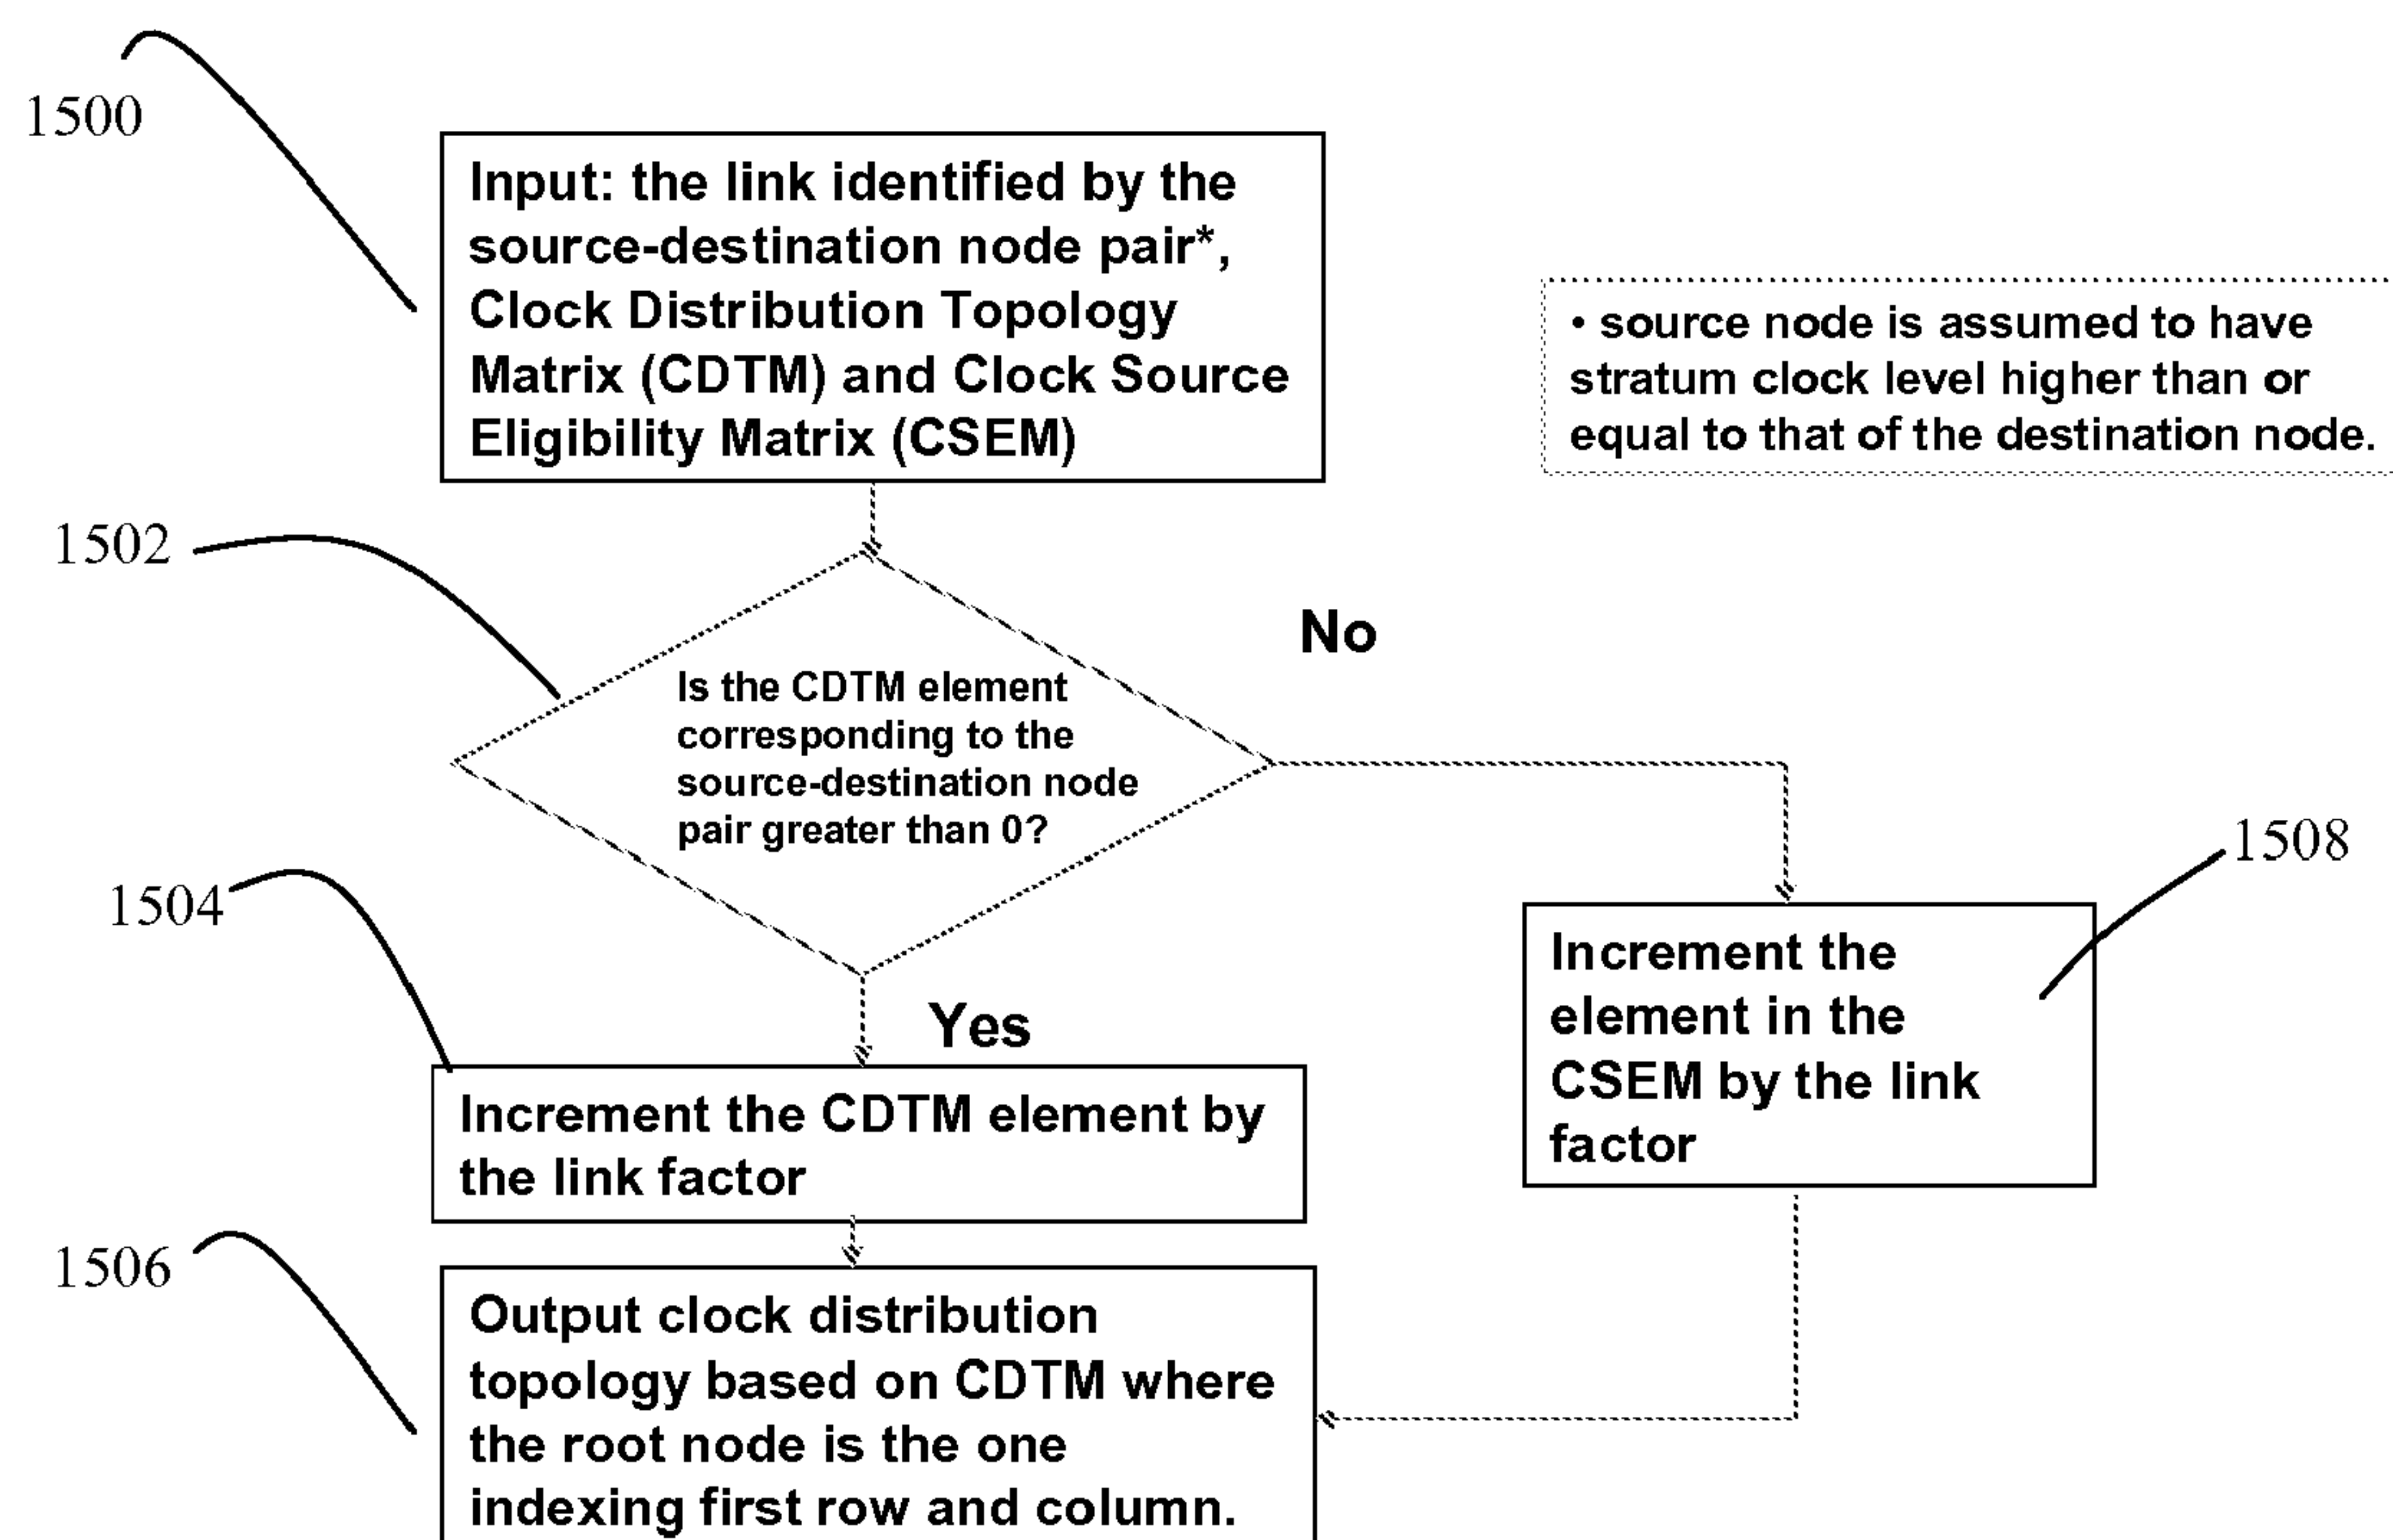 1500
Input: the link identified by the
source-destination node pair*,
Clock Distribution Topology
Matrix (CDTM) and Clock Source
Eligibility Matrix (CSEM)
• source node is assumed to have
stratum clock level higher than or
equal to that of the destination node.
1502
No
Is the CDTM element
corresponding to the
source-destination node
pair greater than 0?
1508
1504
Yes
Increment the
element in the
CSEM by the link
factor
Increment the CDTM element by
the link factor
1506
Output clock distribution
topology based on CDTM where
the root node is the one
indexing first row and column.